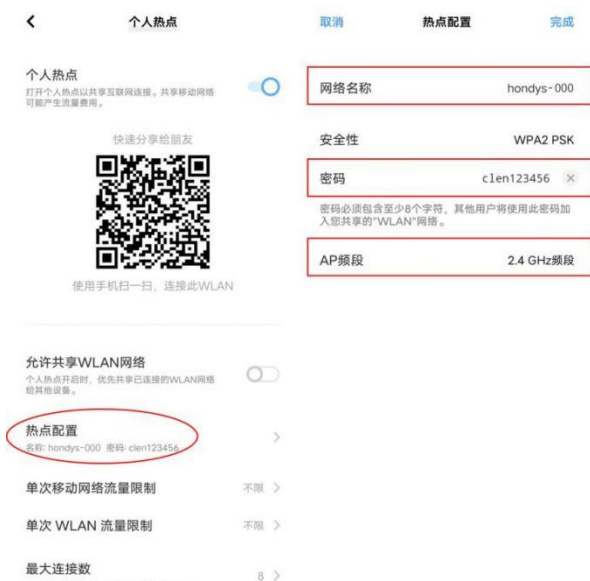 个人热点
个人热点
打开个人热点以共享互联网连接。共享移动网络
可能产生流量费用。
快速分享给朋友
使用手机扫一扫，连接此WLAN
允许共享WLAN网络
个人热点开启时，优先共享已连接的WLAN网络
给其他设备。
热点配置
名称: hondys-000 密码: clen123456
单次移动网络流量限制 不限
单次 WLAN 流量限制 不限
最大连接数 8
取消 热点配置 完成
网络名称 hondys-000
安全性 WPA2 PSK
密码 clen123456
密码必须包含至少8个字符，其他用户将使用此密码加
入您共享的"WLAN"网络。
AP频段 2.4 GHz频段